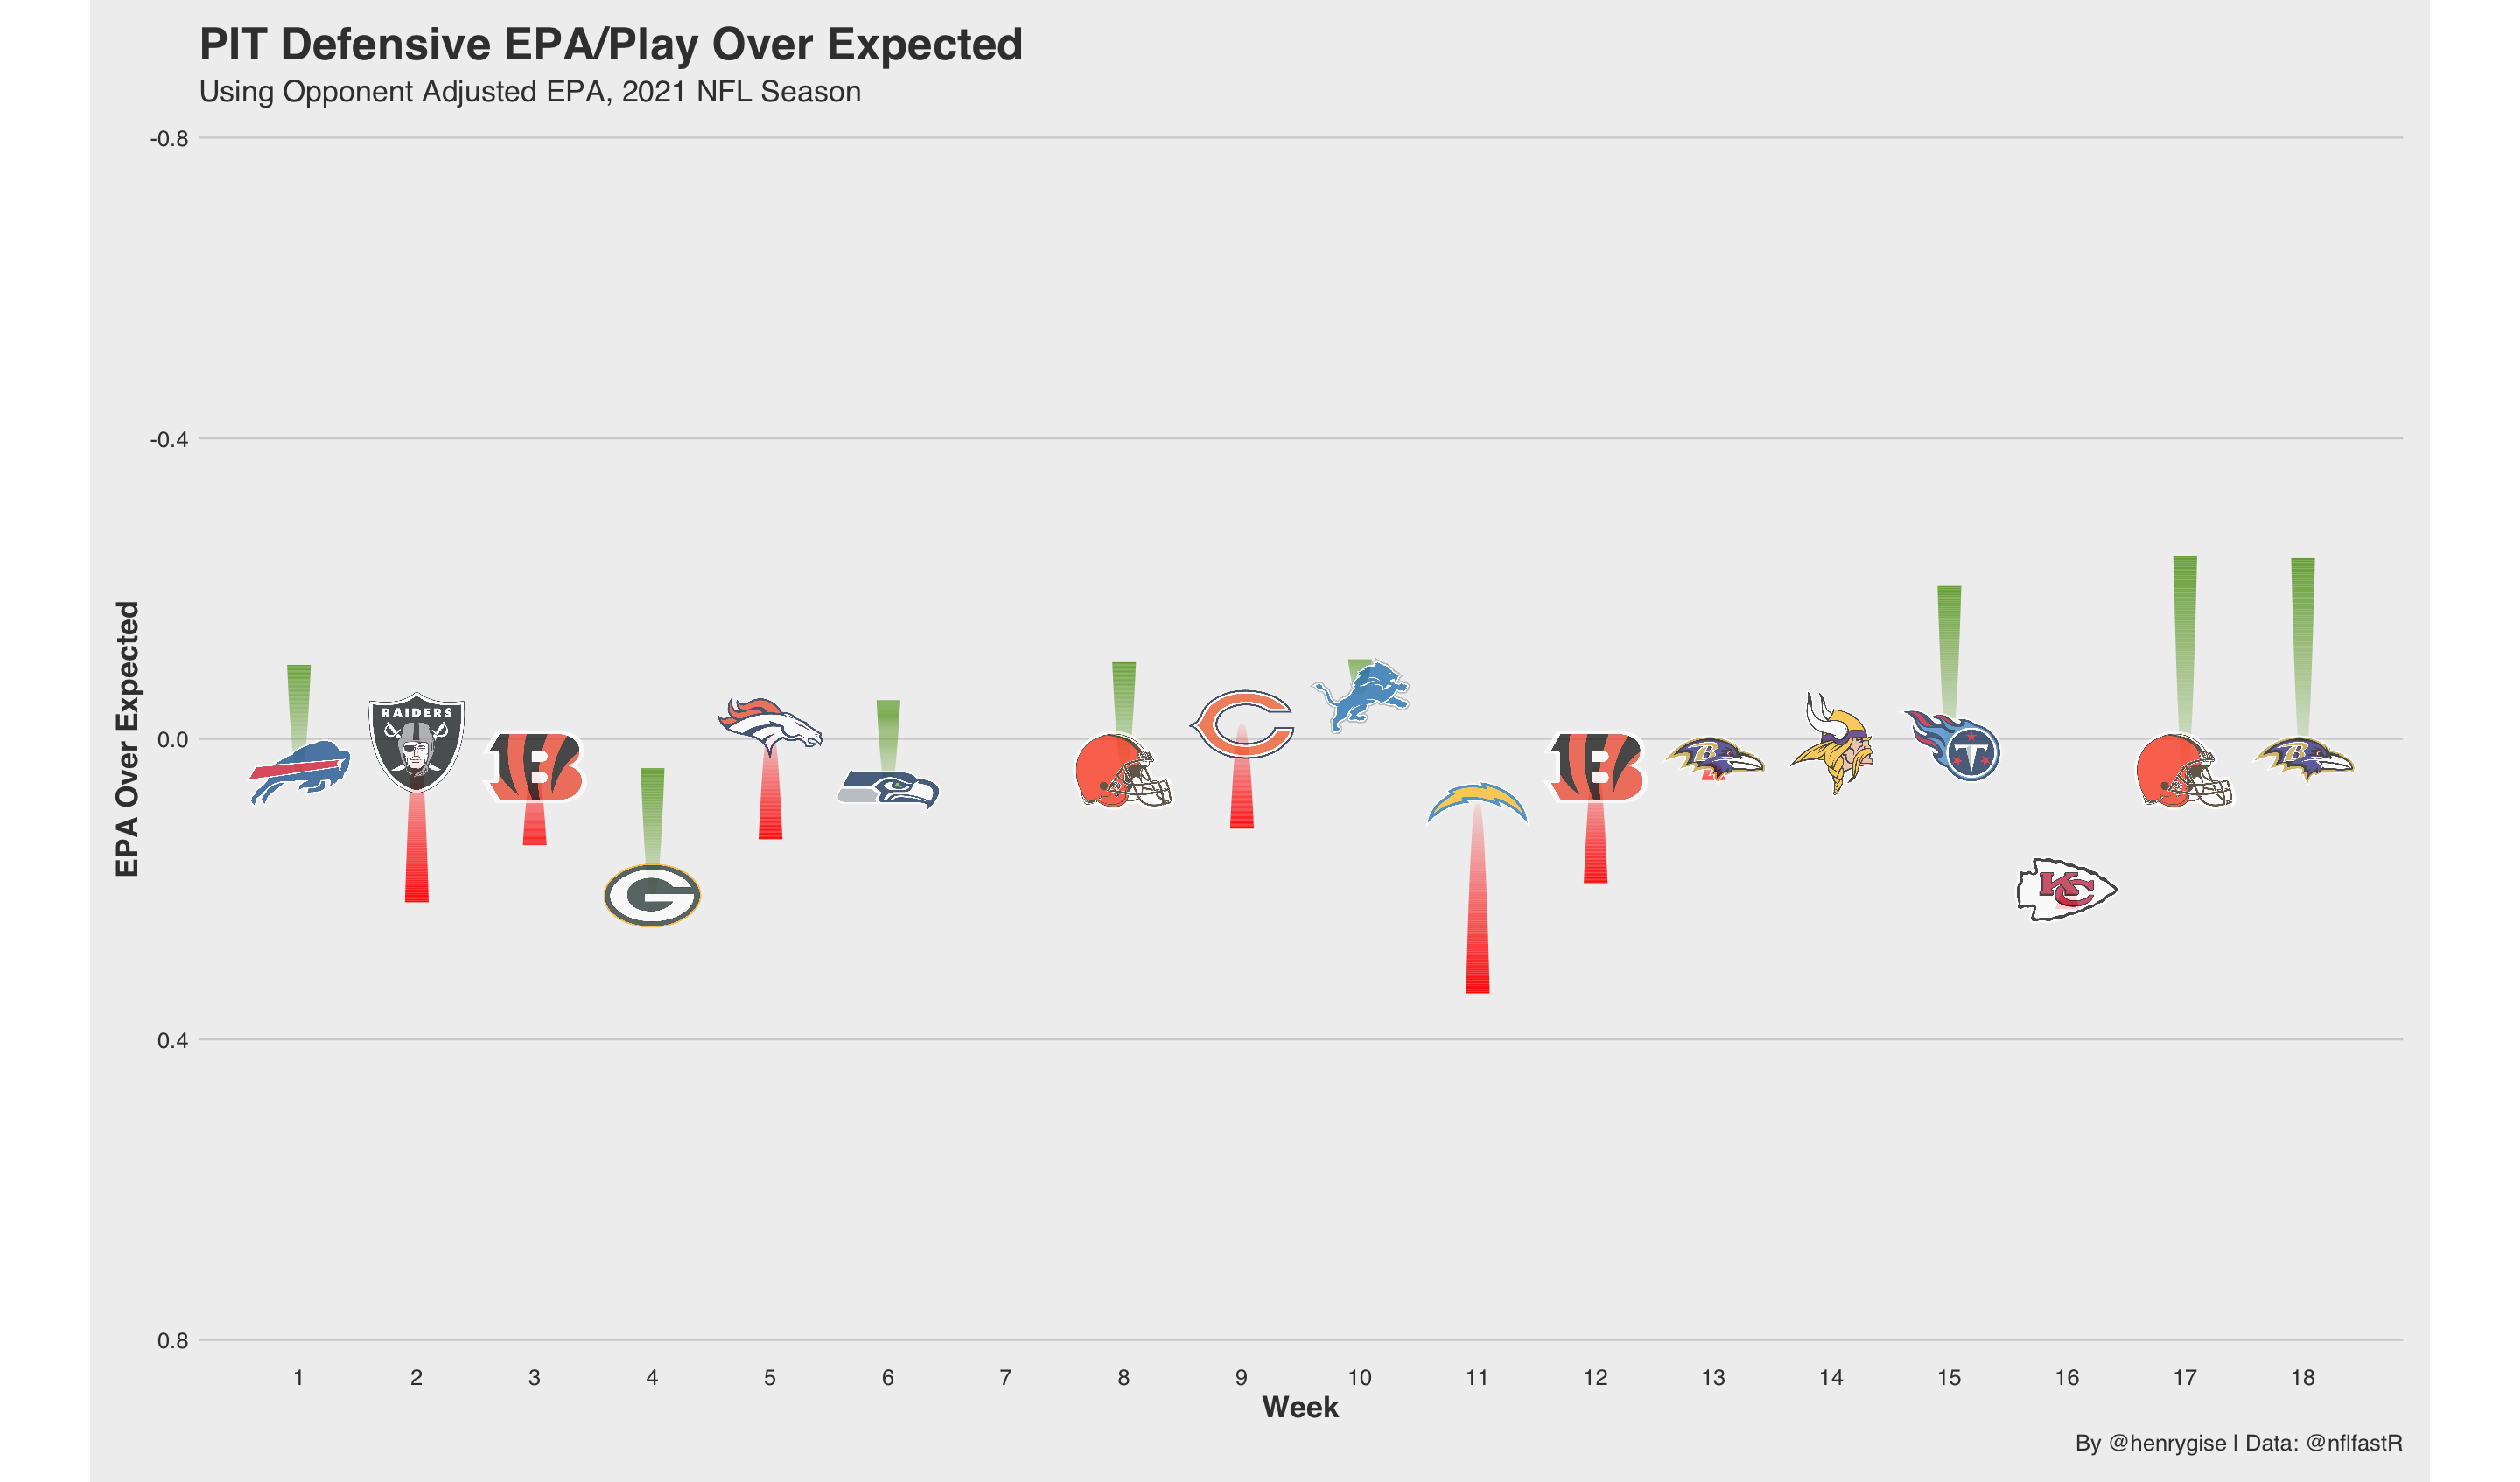 PIT Defensive EPA/Play Over Expected
Using Opponent Adjusted EPA, 2021 NFL Season
-0.8
-0.4
0.0
0.4
0.8
EPA Over Expected
RAIDERS
B
B
G
C
B
B
T
KC
B
1 2 3 4 5 6 7 8 9 10 11 12 13 14 15 16 17 18
Week
By @henrygise | Data: @nflfastR